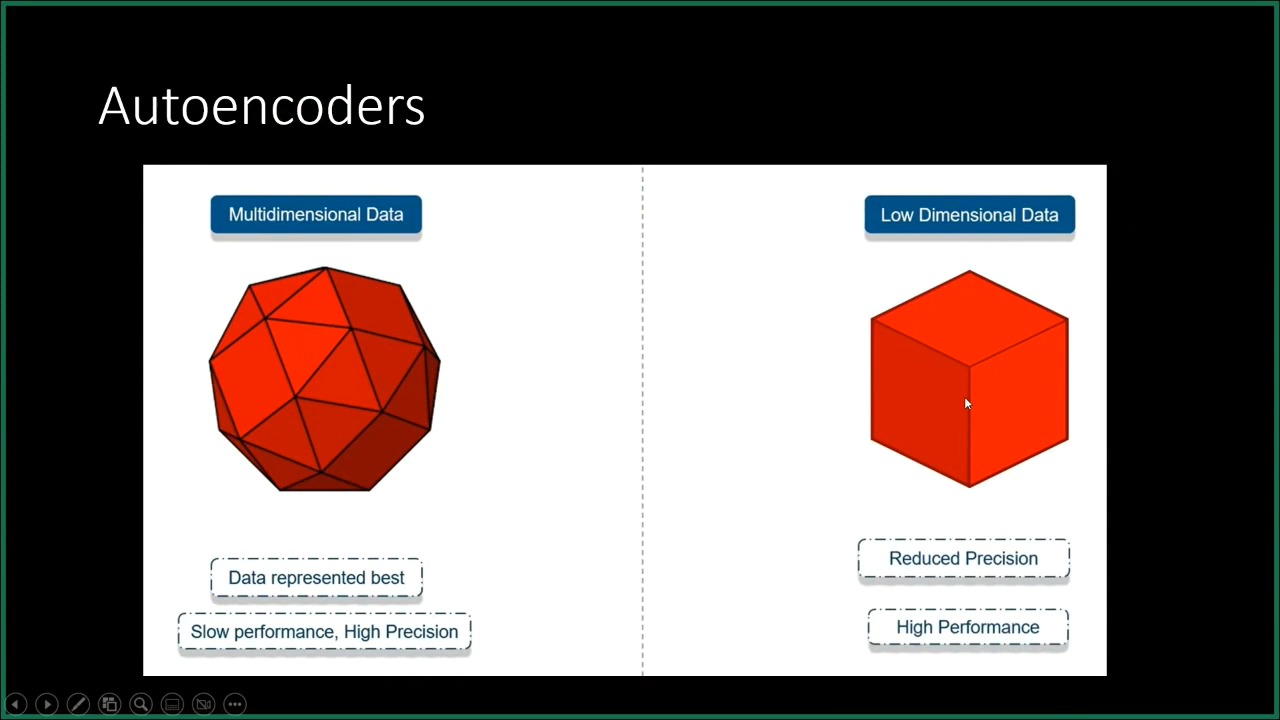 Autoencoders
Multidimensional Data
Low Dimensional Data
Data represented best
Slow performance, High Precision
Reduced Precision
High Performance